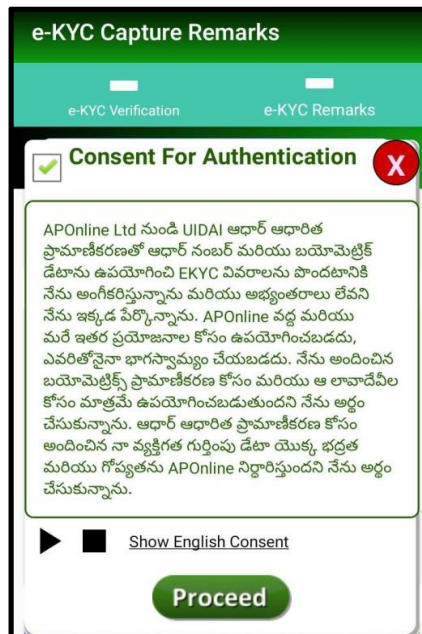 e-KYC Capture Remarks
e-KYC Verification
e-KYC Remarks
Consent For Authentication
X
APOnline Ltd నుండి UIDAI ఆధార్ ఆధారిత
ప్రామాణీకరణతో ఆధార్ నంబర్ మరియు బయోమెట్రిక్
డేటాను ఉపయోగించి EKYC వివరాలను పొందటానికి
నేను అంగీకరిస్తున్నాను మరియు అభ్యంతరాలు లేవని
నేను ఇక్కడ పేర్కొన్నాను. APOnline వద్ద మరియు
మరే ఇతర ప్రయోజనాల కోసం ఉపయోగించబడదు,
ఎవరితోనైనా భాగస్వామ్యం చేయబడదు. నేను అందించిన
బయోమెట్రిక్స్ ప్రామాణీకరణ కోసం మరియు ఆ లావాదేవీల
కోసం మాత్రమే ఉపయోగించబడుతుందని నేను అర్థం
చేసుకున్నాను. ఆధార్ ఆధారిత ప్రామాణీకరణ కోసం
అందించిన నా వ్యక్తిగత గుర్తింపు డేటా యొక్క భద్రత
మరియు గోప్యతను APOnline నిర్ధారిస్తుందని నేను అర్థం
చేసుకున్నాను.
Show English Consent
Proceed